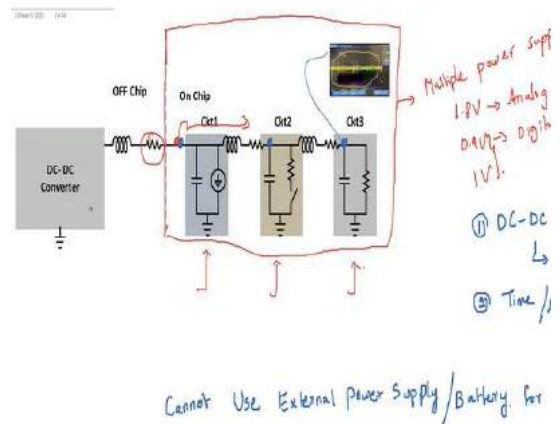 OFF Chip
On Chip
Ckt1
Ckt2
Ckt3
DC-DC
Converter
Multiple power supp
1.8V → Analog
0.9V → Digit
1V
① DC-DC
② Time /
Cannot Use External Power Supply / Battery for